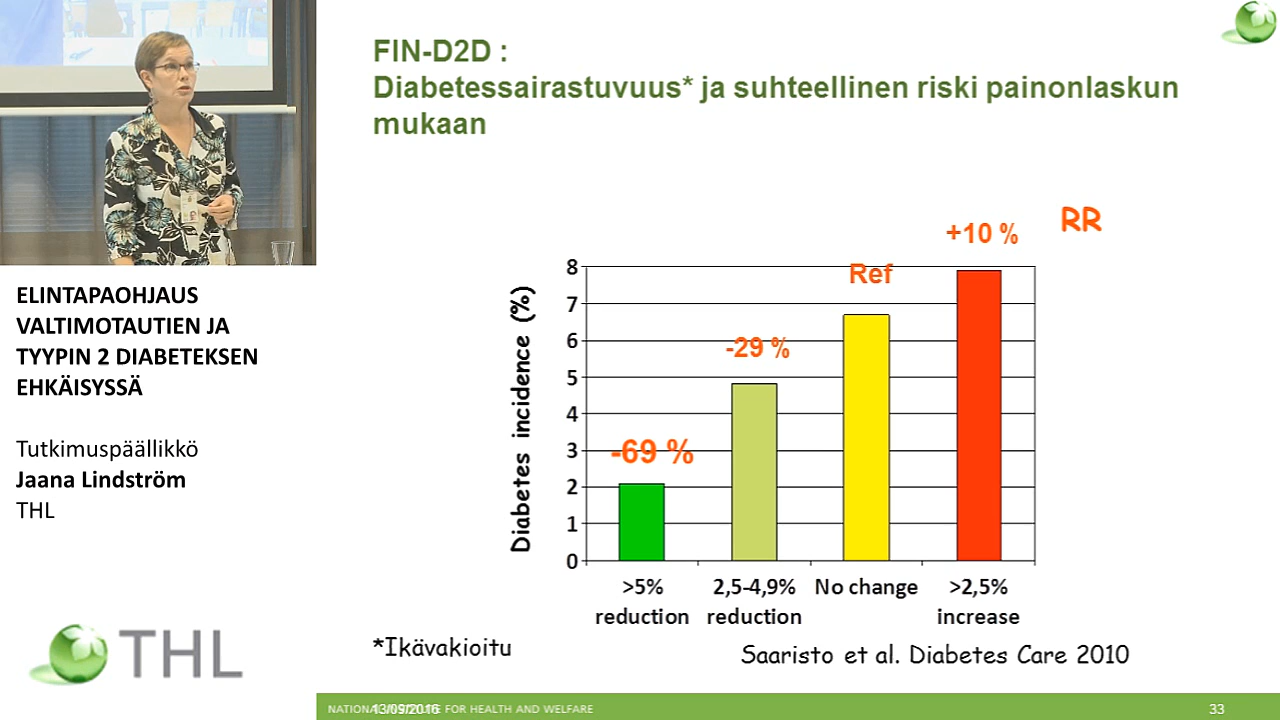 FIN-D2D :
Diabetessairastuvuus* ja suhteellinen riski painonlaskun
mukaan
ELINTAPAOHJAUS
VALTIMOTAUTIEN JA
TYYPIN 2 DIABETEKSEN
EHKÄISYSSÄ
Tutkimuspäällikkö
Jaana Lindström
THL
THL
RR
+10 %
Ref
-29 %
-69 %
Diabetes incidence (%)
8
7
6
5
4
3
2
1
0
>5%
reduction
2,5-4,9%
reduction
No change
>2,5%
increase
*Ikävakioitu
Saaristo et al. Diabetes Care 2010
NATIONAL INSTITUTE FOR HEALTH AND WELFARE
13/09/2016
33